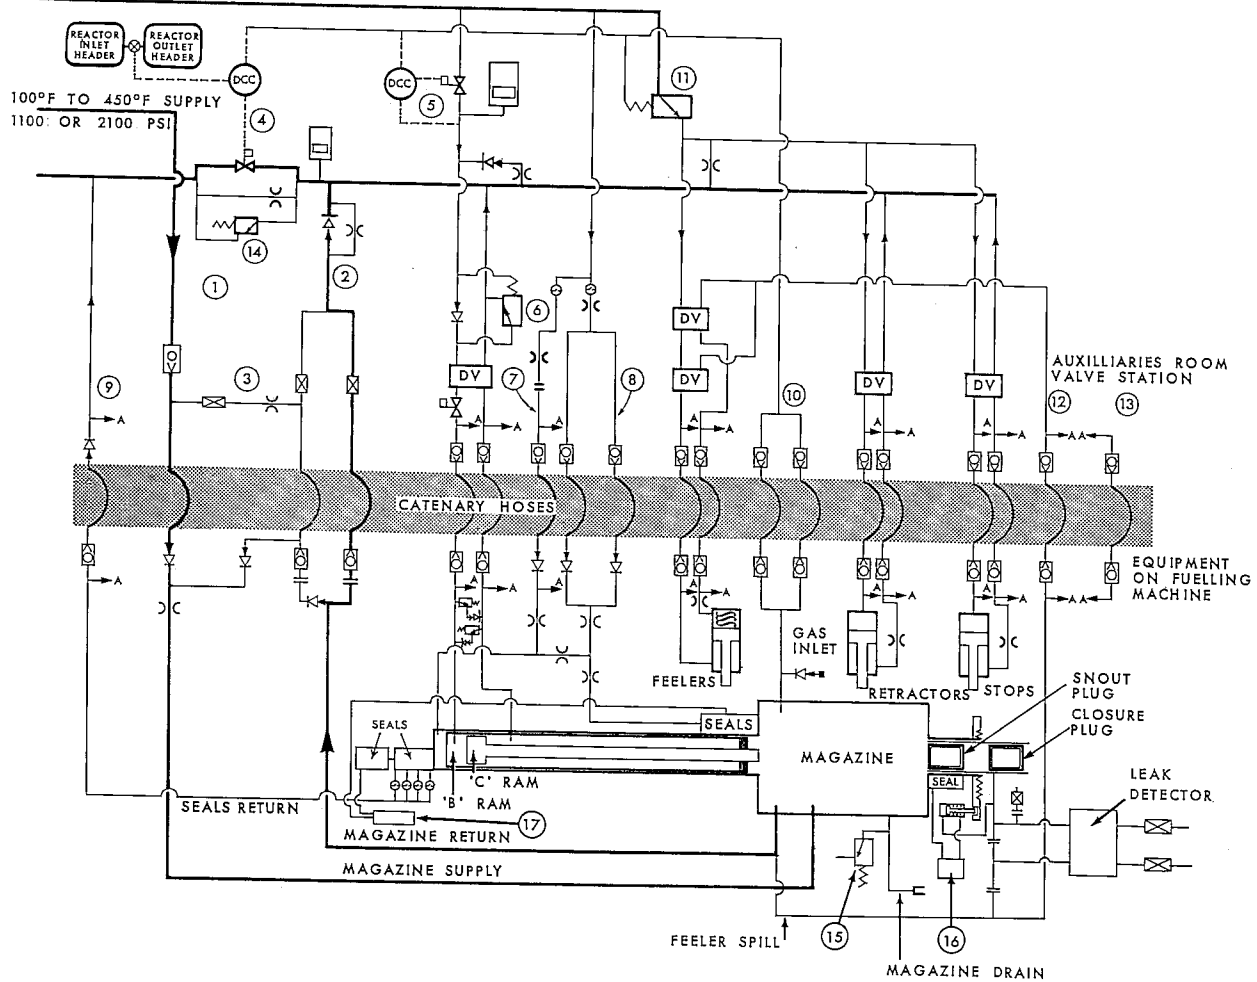 REACTOR
INLET
HEADER
REACTOR
OUTLET
HEADER
DCC
DCC
100°F TO 450°F SUPPLY
1100: OR 2100 PSI
4
5
11
14
1
2
6
DV
OV
3
7
8
9
10
DV
DV
DV
DV
AUXILLIARIES ROOM
VALVE STATION
12
13
A
A
A
A
A
A
A
A
A
A
A A
CATENARY HOSES
EQUIPMENT
ON FUELLING
MACHINE
A
A
A
A
A
A
A
A
A
A
A A
GAS
INLET
FEELERS
RETRACTORS
STOPS
SNOUT
PLUG
CLOSURE
PLUG
SEALS
SEALS
MAGAZINE
'C' RAM
'B' RAM
SEAL
LEAK
DETECTOR
SEALS RETURN
17
MAGAZINE RETURN
MAGAZINE SUPPLY
FEELER SPILL
15
16
MAGAZINE DRAIN